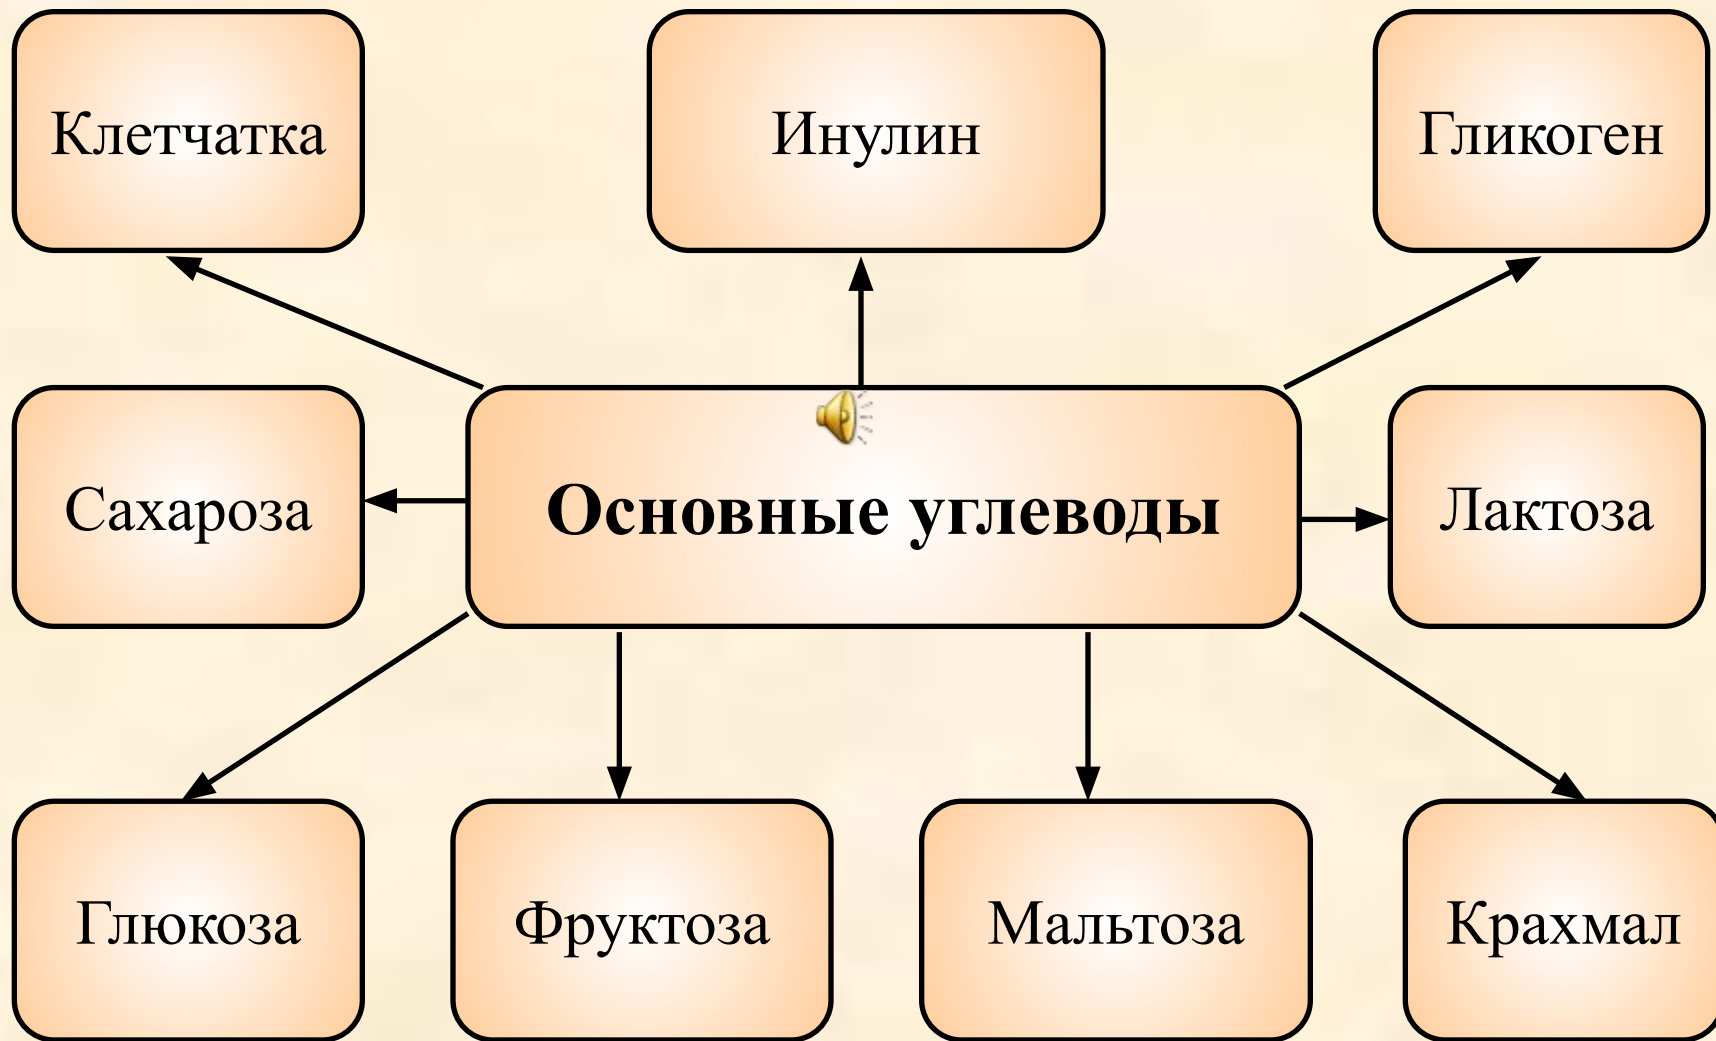 Клетчатка
Инулин
Гликоген
Сахароза
Основные углеводы
Лактоза
Глюкоза
Фруктоза
Мальтоза
Крахмал